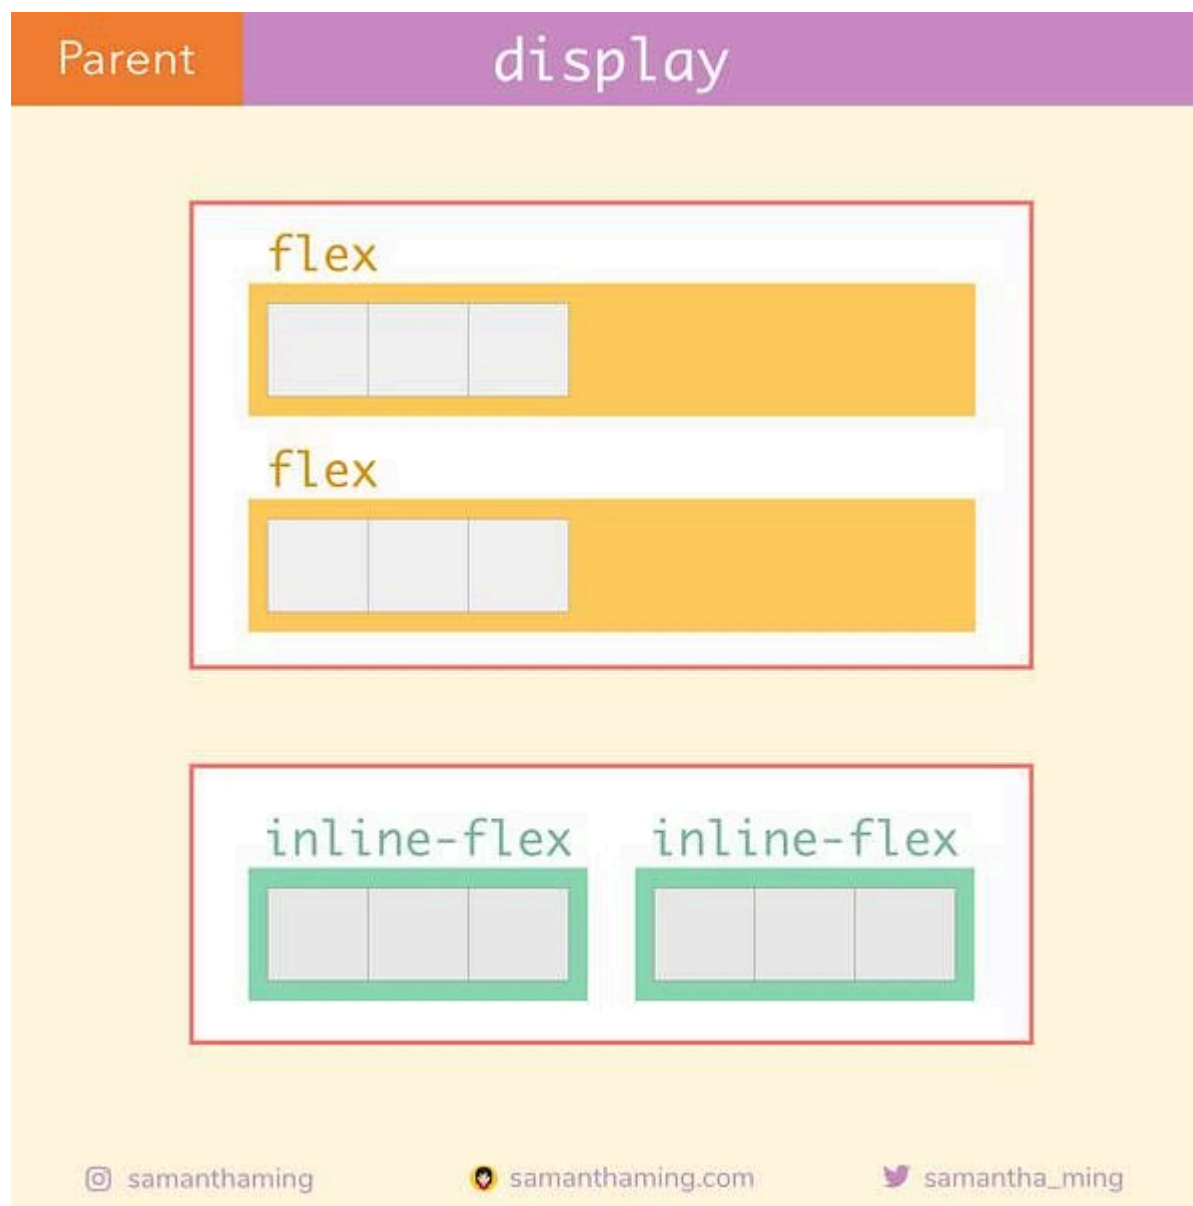 Parent
display
flex
flex
inline-flex inline-flex
samanthaming samanthaming.com samantha_ming